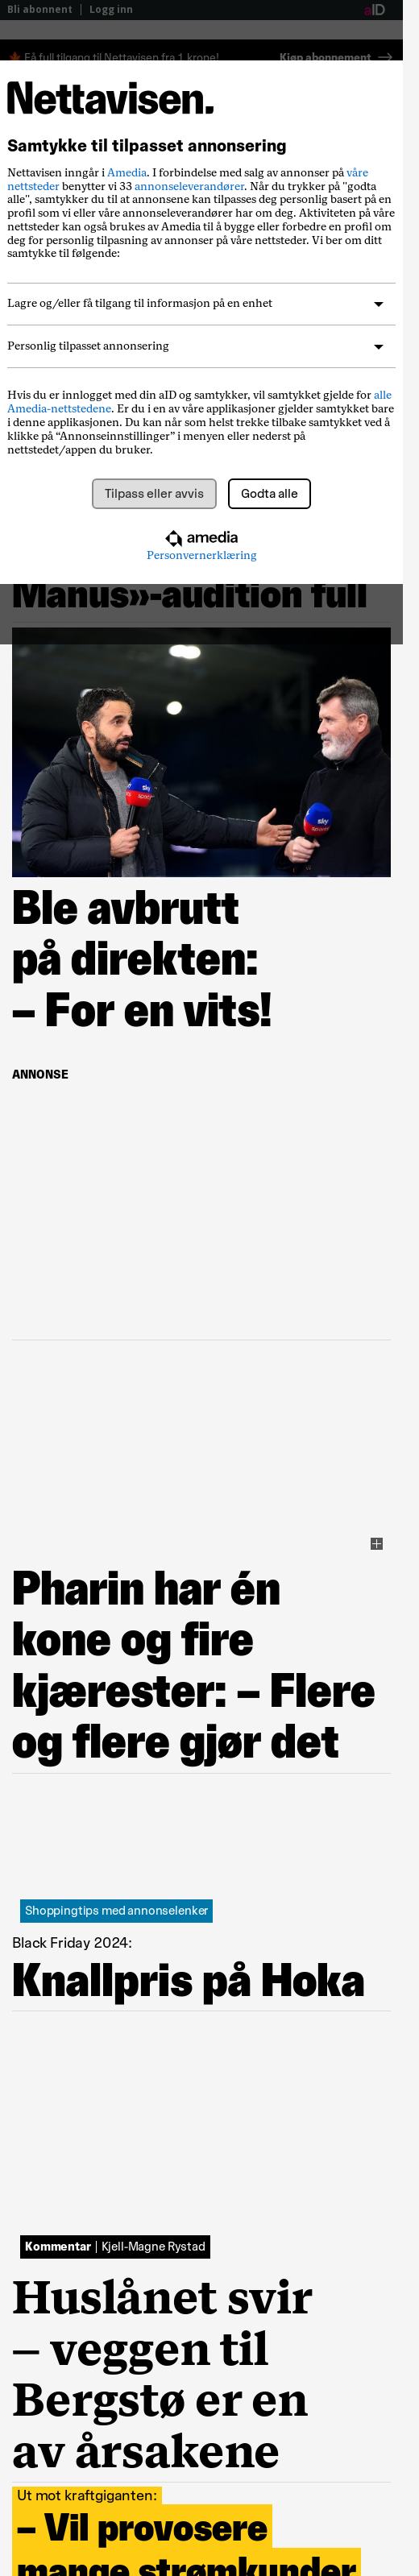 Bli abonnent | Logg inn
aID
Få full tilgang til Nettavisen fra 1 krone!
Kjøp abonnement
Nettavisen.
Samtykke til tilpasset annonsering
Nettavisen inngår i Amedia. I forbindelse med salg av annonser på våre
nettsteder benytter vi 33 annonseleverandører. Når du trykker på "godta
alle", samtykker du til at annonsene kan tilpasses deg personlig basert på en
profil som vi eller våre annonseleverandører har om deg. Aktiviteten på våre
nettsteder kan også brukes av Amedia til å bygge eller forbedre en profil om
deg for personlig tilpasning av annonser på våre nettsteder. Vi ber om ditt
samtykke til følgende:
Lagre og/eller få tilgang til informasjon på en enhet
Personlig tilpasset annonsering
Hvis du er innlogget med din aID og samtykker, vil samtykket gjelde for alle
Amedia-nettstedene. Er du i en av våre applikasjoner gjelder samtykket bare
i denne applikasjonen. Du kan når som helst trekke tilbake samtykket ved å
klikke på “Annonseinnstillinger” i menyen eller nederst på
nettstedet/appen du bruker.
Tilpass eller avvis
Godta alle
amedia
Personvernerklæring
Manus»-audition full
sky
sports
sky
sports
Ble avbrutt
på direkten:
– For en vits!
ANNONSE
Pharin har én
kone og fire
kjærester: – Flere
og flere gjør det
Shoppingtips med annonselenker
Black Friday 2024:
Knallpris på Hoka
Kommentar | Kjell-Magne Rystad
Huslånet svir
– veggen til
Bergstø er en
av årsakene
Ut mot kraftgiganten:
– Vil provosere
mange strømkunder